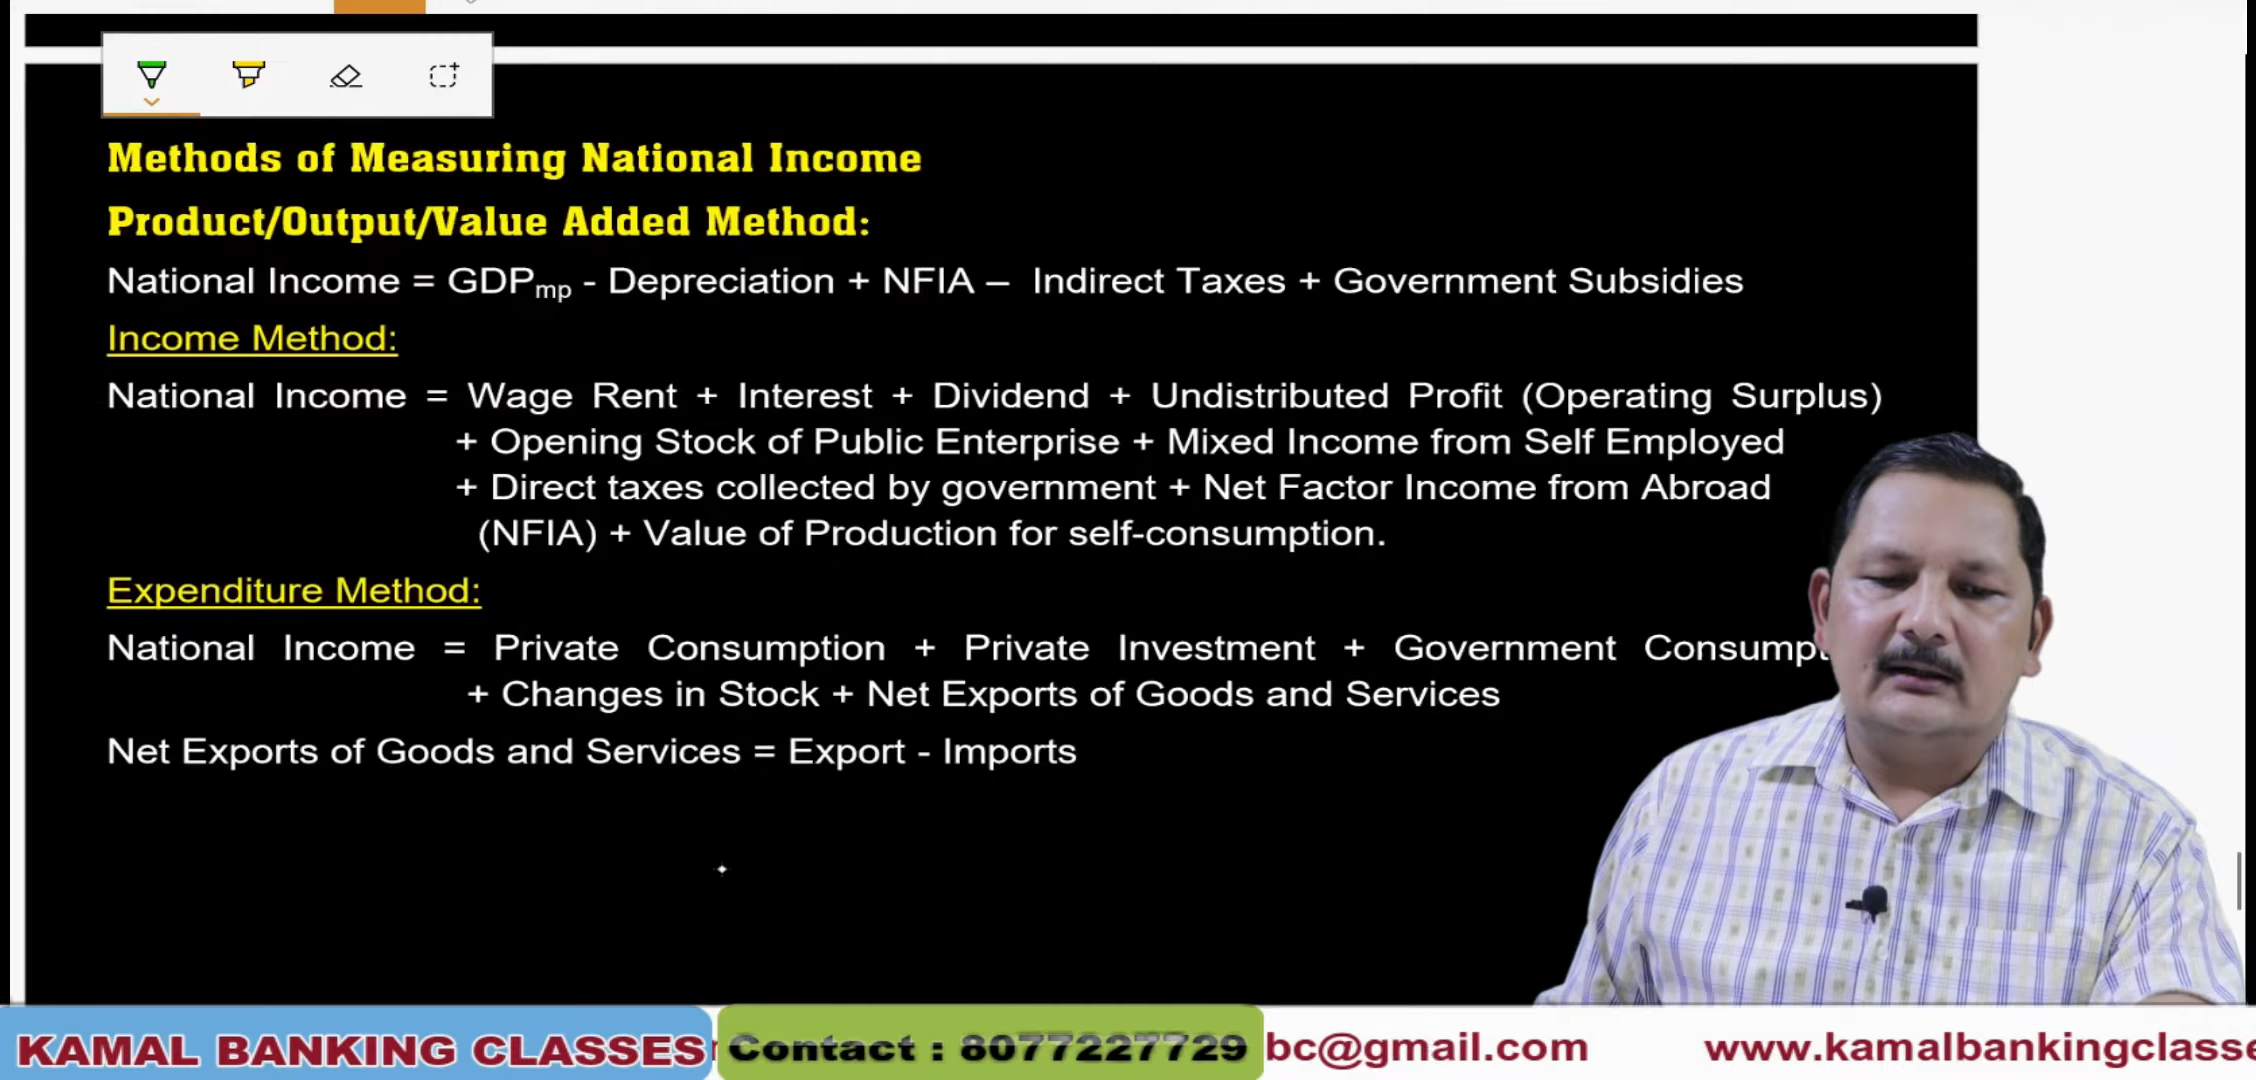 Methods of Measuring National Income
Product/Output/Value Added Method:
National Income = GDPmp - Depreciation + NFIA – Indirect Taxes + Government Subsidies
Income Method:
National Income = Wage Rent + Interest + Dividend + Undistributed Profit (Operating Surplus)
+ Opening Stock of Public Enterprise + Mixed Income from Self Employed
+ Direct taxes collected by government + Net Factor Income from Abroad
(NFIA) + Value of Production for self-consumption.
Expenditure Method:
National Income = Private Consumption + Private Investment + Government
+ Changes in Stock + Net Exports of Goods and Services
Net Exports of Goods and Services = Export - Imports
KAMAL BANKING CLASSES Contact : 8077227729 bc@gmail.com www.kamalbankingclasse